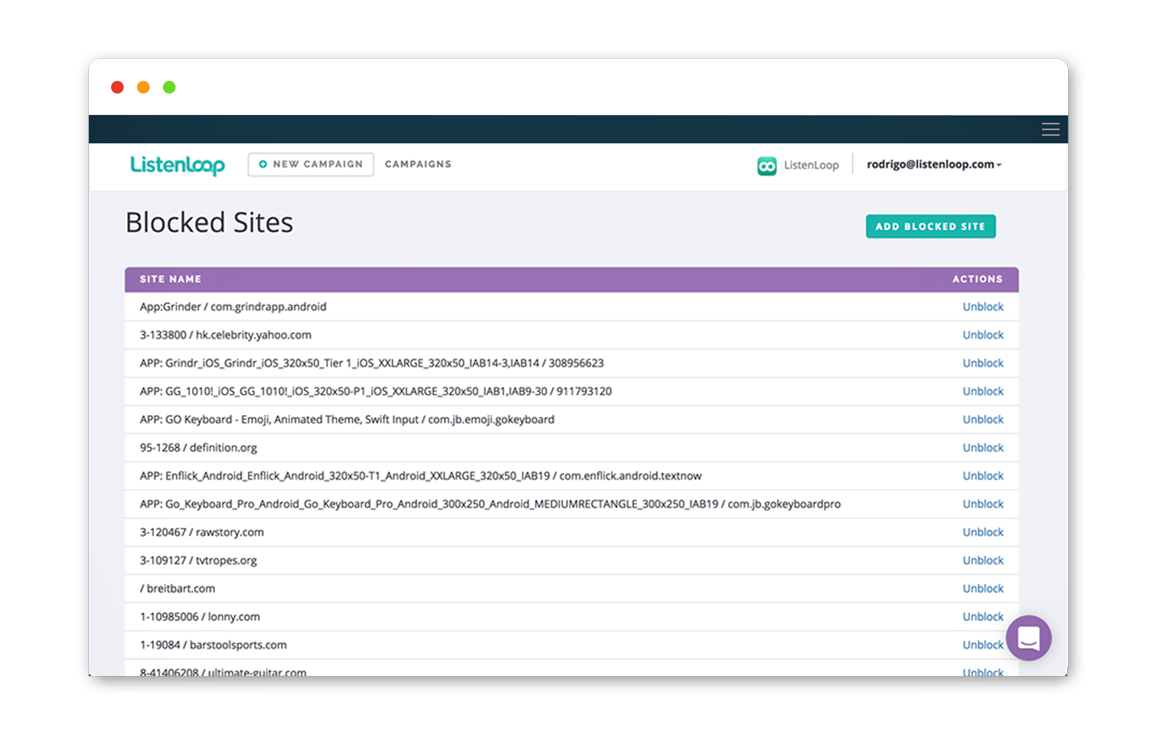 Listenloop
NEW CAMPAIGN
CAMPAIGNS
ListenLoop
rodrigo@listenloop.com
Blocked Sites
ADD BLOCKED SITE
SITE NAME ACTIONS
App:Grinder / com.grindrapp.android Unblock
3-133800 / hk.celebrity.yahoo.com Unblock
APP: Grindr_iOS_Grindr_iOS_320x50_Tier 1_iOS_XXLARGE_320x50_IAB14-3,IAB14 / 308956623 Unblock
APP: GG_1010!_iOS_GG_1010!_iOS_320x50-P1_iOS_XXLARGE_320x50_IAB1,IAB9-30 / 911793120 Unblock
APP: GO Keyboard - Emoji, Animated Theme, Swift Input / com.jb.emoji.gokeyboard Unblock
95-1268 / definition.org Unblock
APP: Enflick_Android_Enflick_Android_320x50-T1_Android_XXLARGE_320x50_IAB19 / com.enflick.android.textnow Unblock
APP: Go_Keyboard_Pro_Android_Go_Keyboard_Pro_Android_300x250_Android_MEDIUMRECTANGLE_300x250_IAB19 / com.jb.gokeyboardpro Unblock
3-120467 / rawstory.com Unblock
3-109127 / tvtropes.org Unblock
/ breitbart.com Unblock
1-10985006 / lonny.com Unblock
1-19084 / barstoolsports.com Unblock
8-41406208 / ultimate-guitar.com Unblock